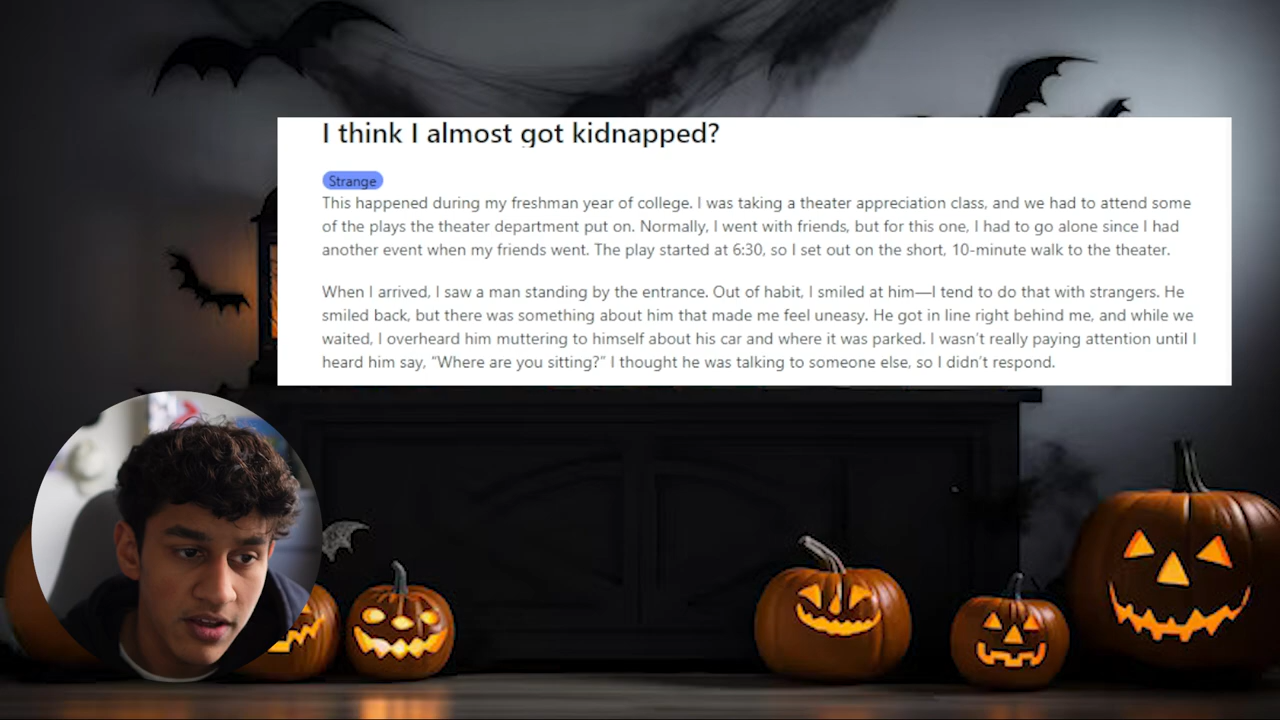 I think I almost got kidnapped?
Strange
This happened during my freshman year of college. I was taking a theater appreciation class, and we had to attend some
of the plays the theater department put on. Normally, I went with friends, but for this one, I had to go alone since I had
another event when my friends went. The play started at 6:30, so I set out on the short, 10-minute walk to the theater.
When I arrived, I saw a man standing by the entrance. Out of habit, I smiled at him—I tend to do that with strangers. He
smiled back, but there was something about him that made me feel uneasy. He got in line right behind me, and while we
waited, I overheard him muttering to himself about his car and where it was parked. I wasn't really paying attention until I
heard him say, “Where are you sitting?” I thought he was talking to someone else, so I didn't respond.